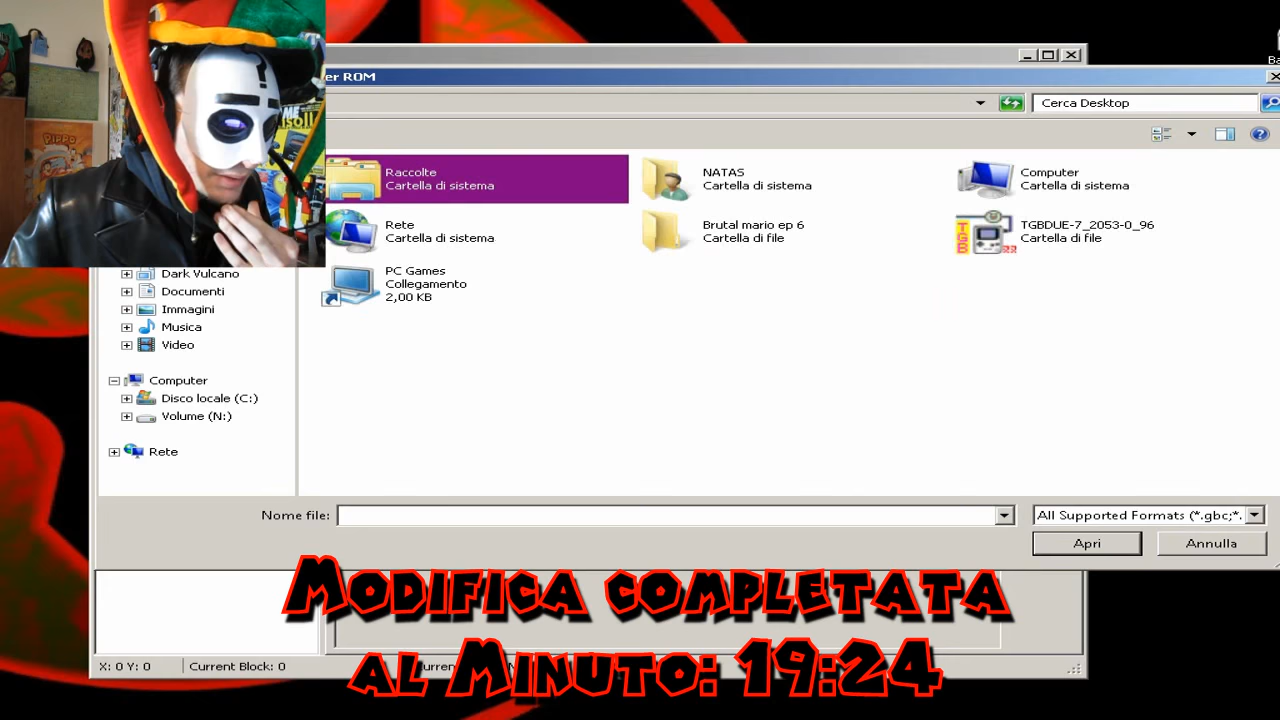 er ROM
Ba
Cerca Desktop
Raccolte
Cartella di sistema
NATAS
Cartella di sistema
Computer
Cartella di sistema
Rete
Cartella di sistema
Brutal mario ep 6
Cartella di file
TGB
TGBDUE-7_2053-0_96
Cartella di file
PC Games
Collegamento
2,00 KB
PIPPO
Dark Vulcano
Documenti
Immagini
Musica
Video
Computer
Disco locale (C:)
Volume (N:)
Rete
Nome file:
All Supported Formats (*.gbc;*.
Apri
Annulla
Modifica completata
al Minuto: 19:24
X: 0 Y: 0
Current Block: 0